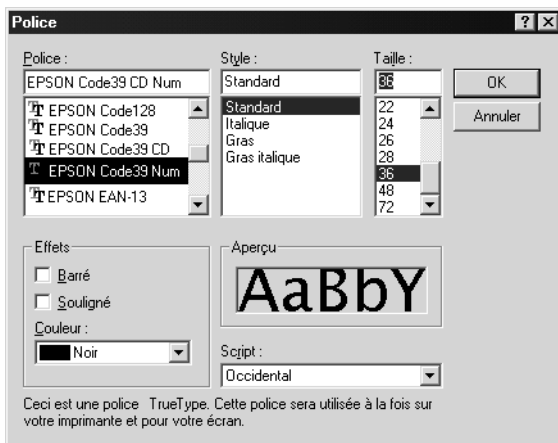 Police
Police :
Style :
Taille :
EPSON Code39 CD Num
Standard
36
OK
Annuler
EPSON Code128
EPSON Code39
EPSON Code39 CD
EPSON Code39 Num
EPSON EAN-13
Standard
Italique
Gras
Gras italique
22
24
26
28
36
48
72
Effets
Barré
Souligné
Couleur :
Noir
Aperçu
AaBbY
Script :
Occidental
Ceci est une police TrueType. Cette police sera utilisée à la fois sur
votre imprimante et pour votre écran.